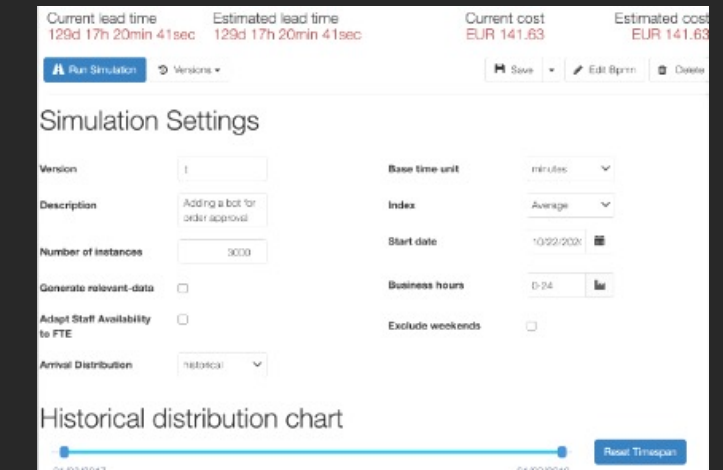 Current lead time Estimated lead time Current cost Estimated cost
129d 17h 20min 41sec 129d 17h 20min 41sec EUR 141.63 EUR 141.63
Run Simulation Versions Save Edit Bpmn Delete
Simulation Settings
Version 1 Base time unit minutes
Description Adding a bot for
order approval
Index Average
Number of instances 3000
Start date 10/22/202
Generate relevant-data
Business hours 0-24
Adapt Staff Availability
to FTE
Exclude weekends
Arrival Distribution historical
Historical distribution chart
Reset Timespan